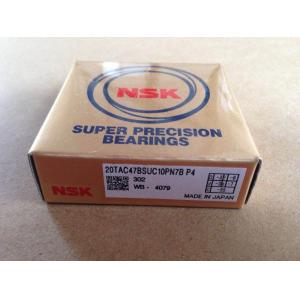 NSK
SUPER PRECISION
BEARINGS
20TAC47BSUC10PN7B P4
NSK
302
WB - 4079
MADE IN JAPAN